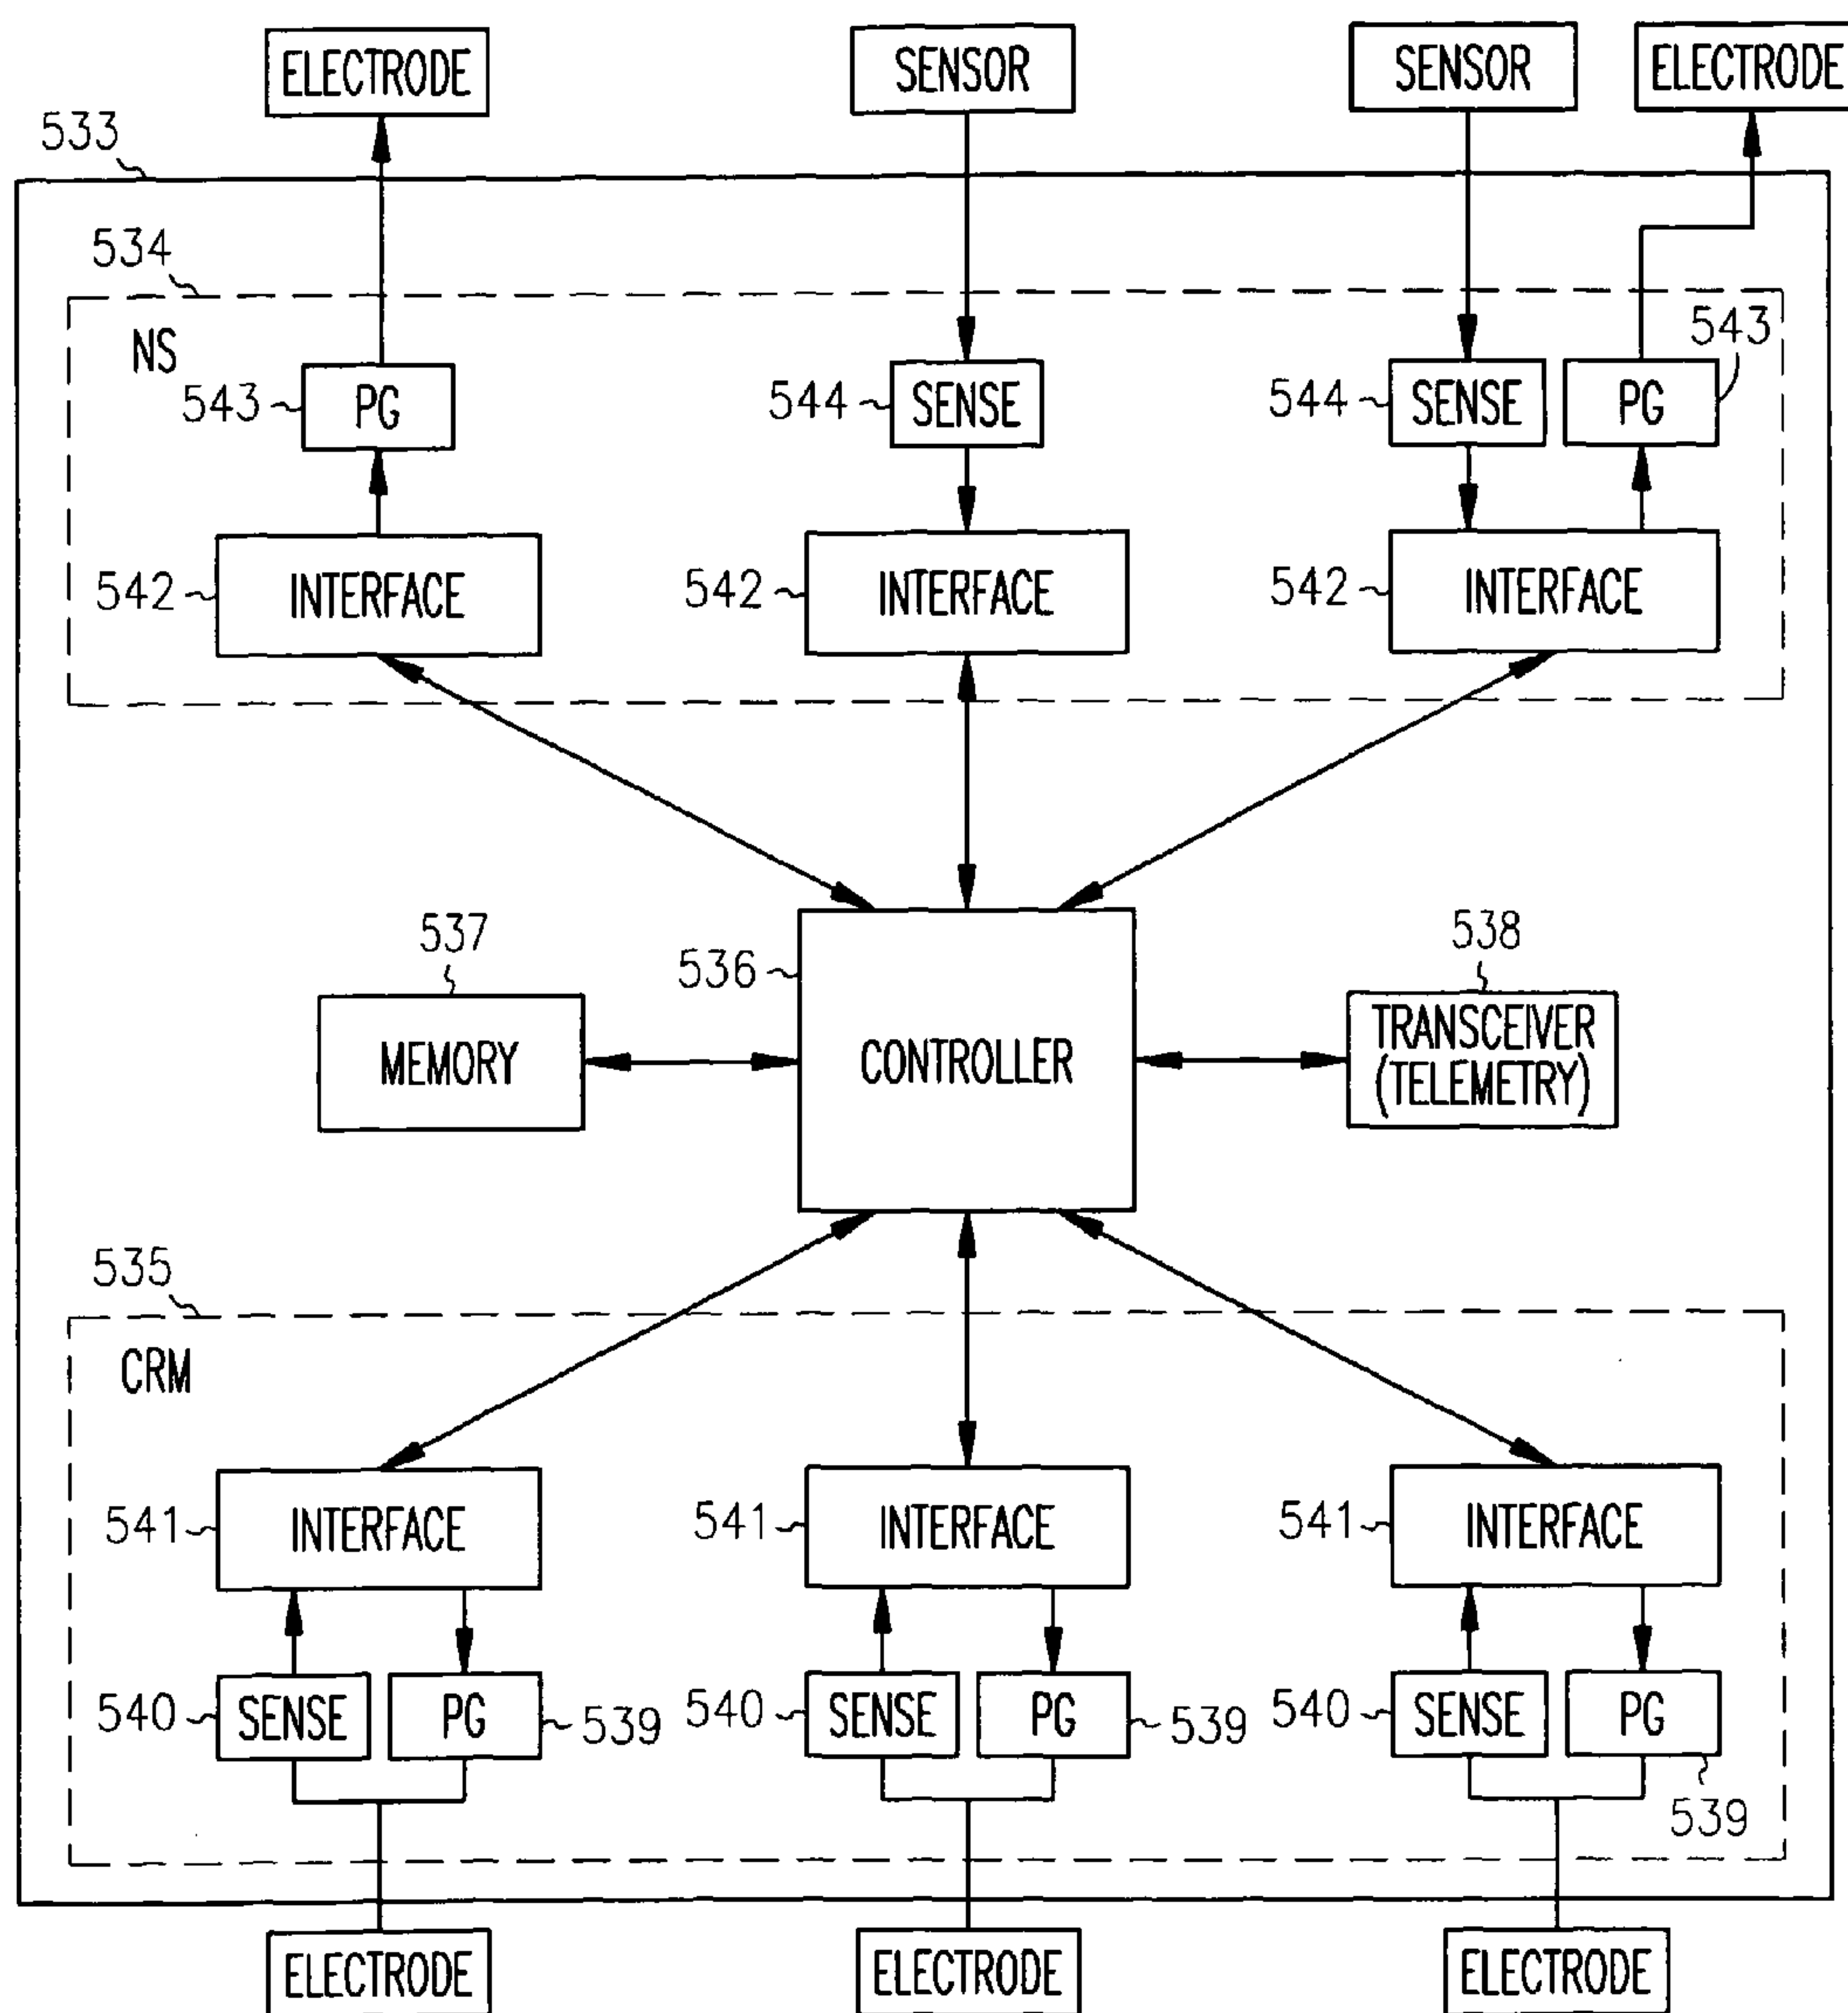 ELECTRODE
SENSOR
SENSOR
ELECTRODE
533
534
NS
543
543
PG
544
SENSE
544
SENSE
PG
542
INTERFACE
542
INTERFACE
542
INTERFACE
537
536
538
MEMORY
CONTROLLER
TRANSCEIVER
(TELEMETRY)
535
CRM
541
INTERFACE
541
INTERFACE
541
INTERFACE
540
SENSE
PG
539
540
SENSE
PG
539
540
SENSE
PG
539
ELECTRODE
ELECTRODE
ELECTRODE